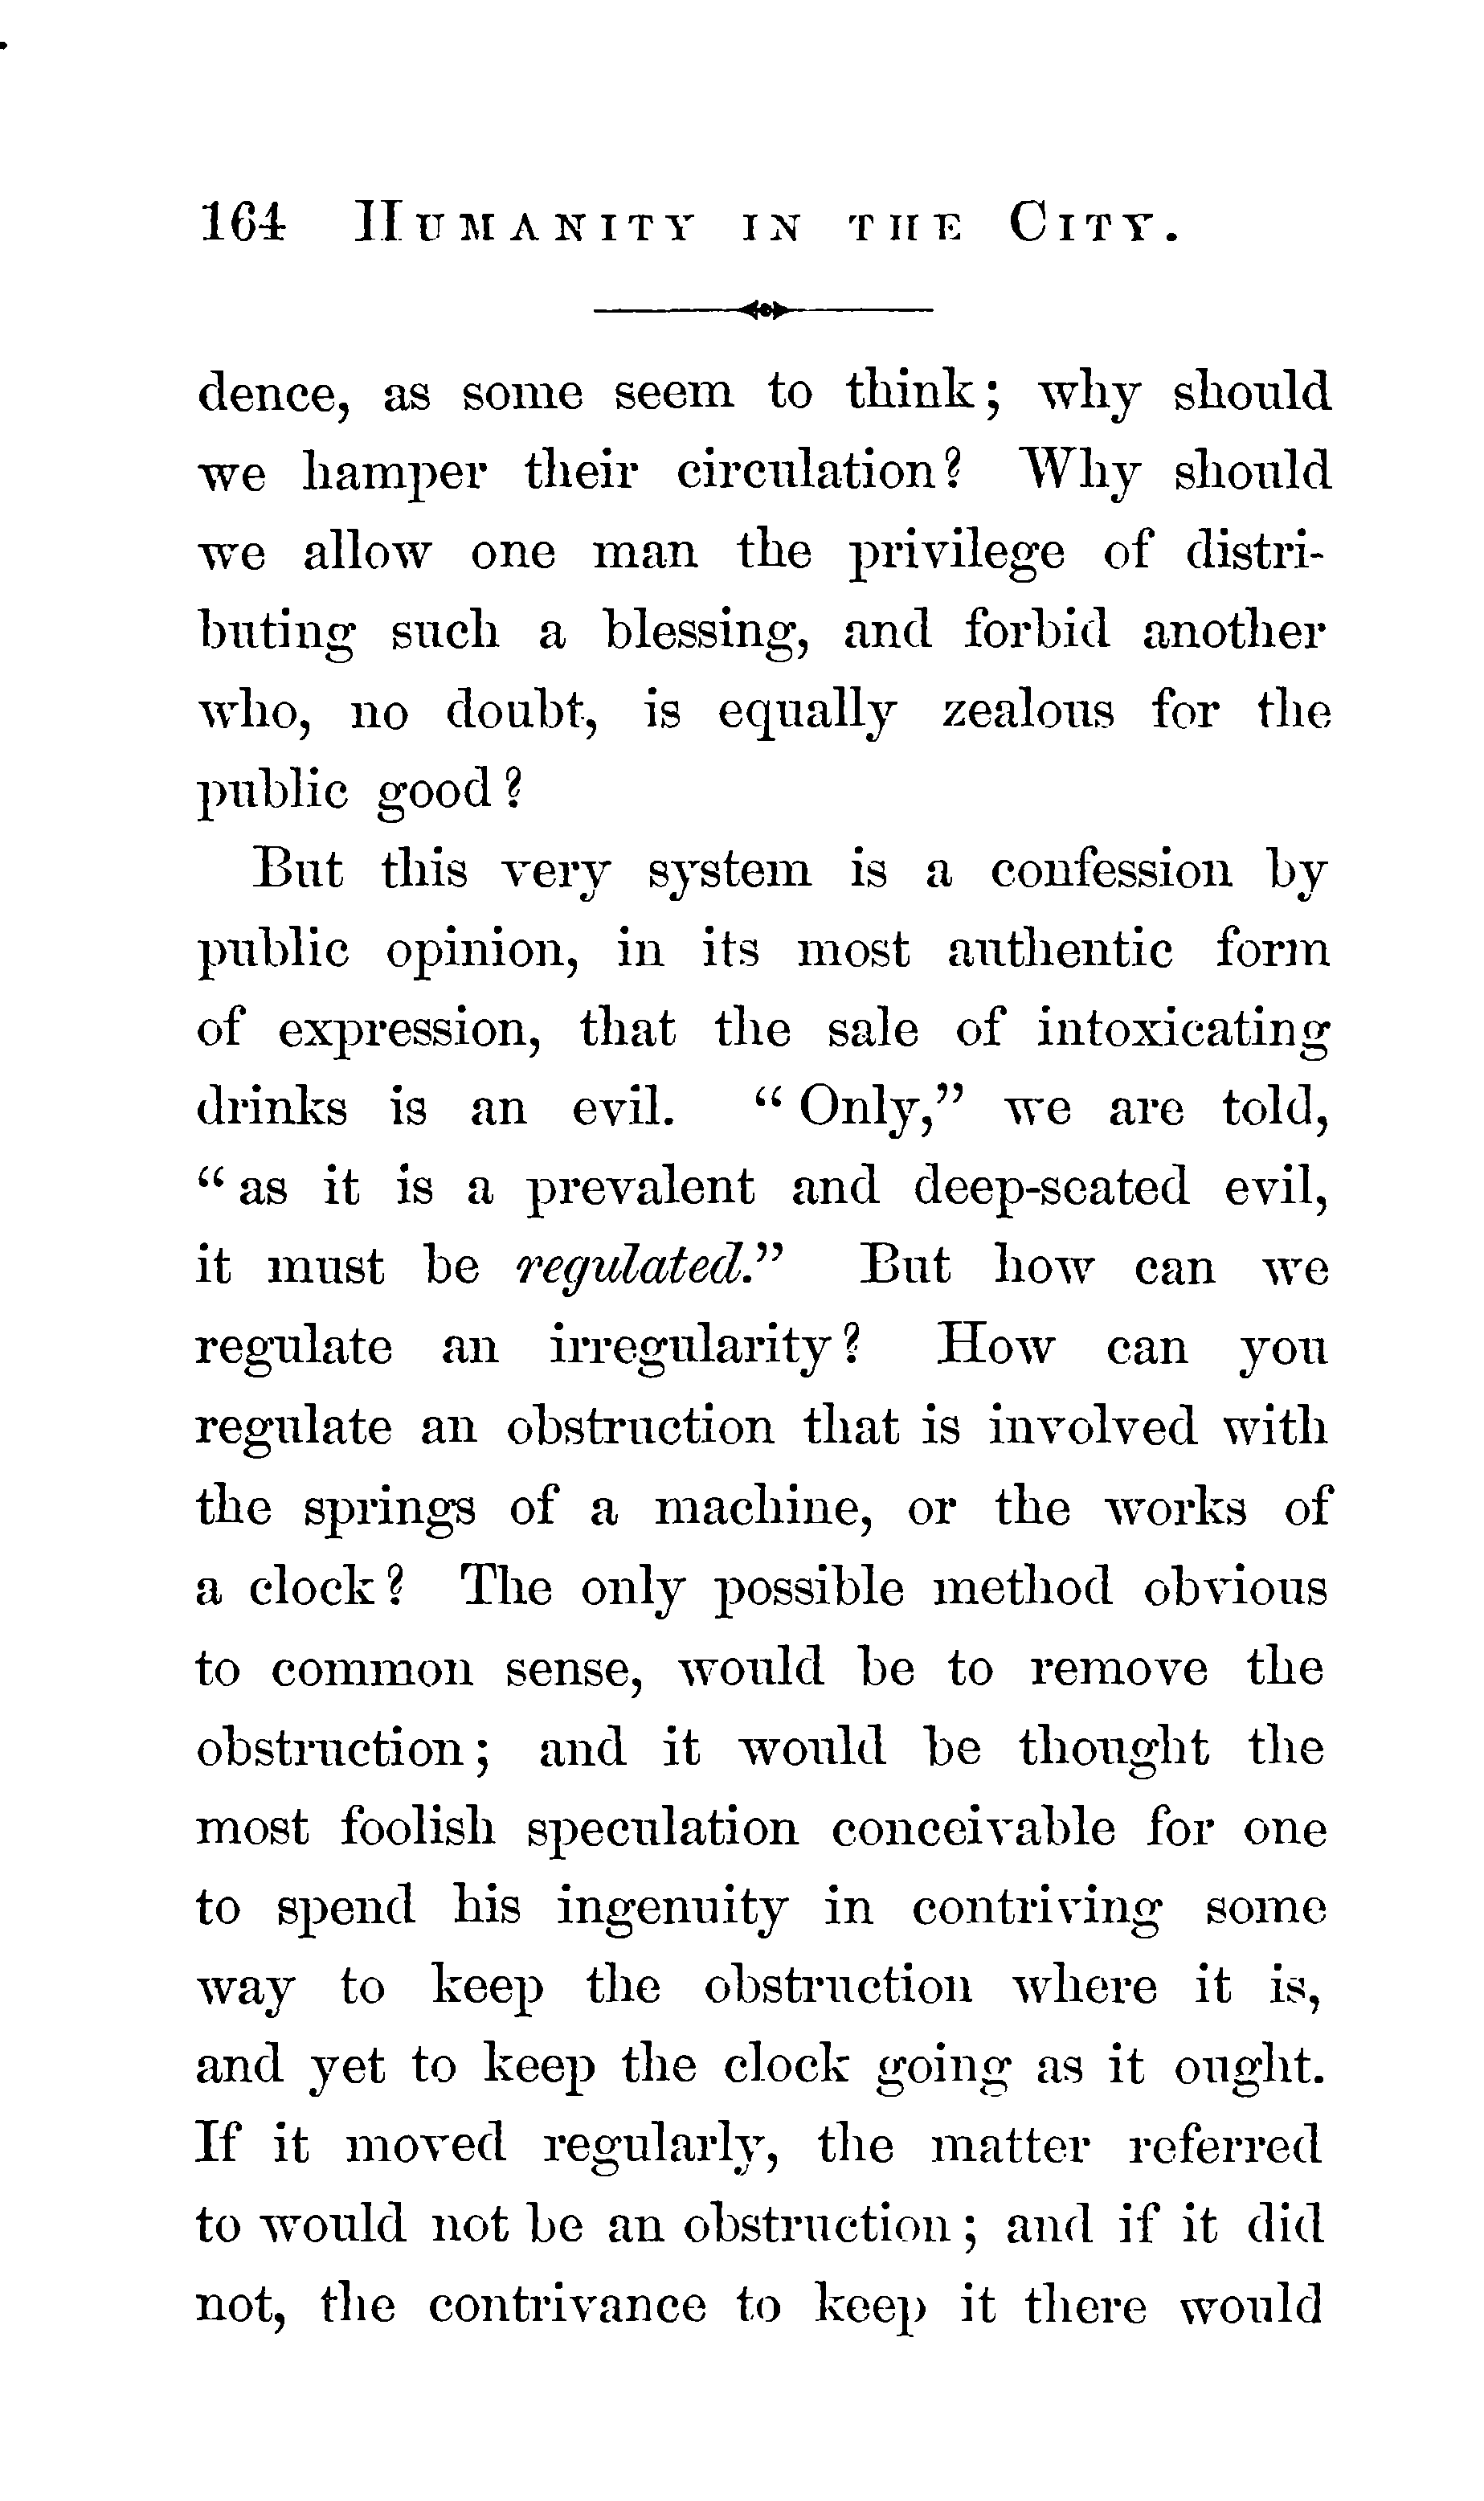 164 HUMANITY IN THE CITY.
dence, as some seem to think; why should
we hamper their circulation? Why should
we allow one man the privilege of distri-
buting such a blessing, and forbid another
who, no doubt, is equally zealous for the
public good?
But this very system is a confession by
public opinion, in its most authentic form
of expression, that the sale of intoxicating
drinks is an evil. "Only," we are told,
"as it is a prevalent and deep-seated evil,
it must be regulated." But how can we
regulate an irregularity? How can you
regulate an obstruction that is involved with
the springs of a machine, or the works of
a clock? The only possible method obvious
to common sense, would be to remove the
obstruction; and it would be thought the
most foolish speculation conceivable for one
to spend his ingenuity in contriving some
way to keep the obstruction where it is,
and yet to keep the clock going as it ought.
If it moved regularly, the matter referred
to would not be an obstruction; and if it did
not, the contrivance to keep it there would